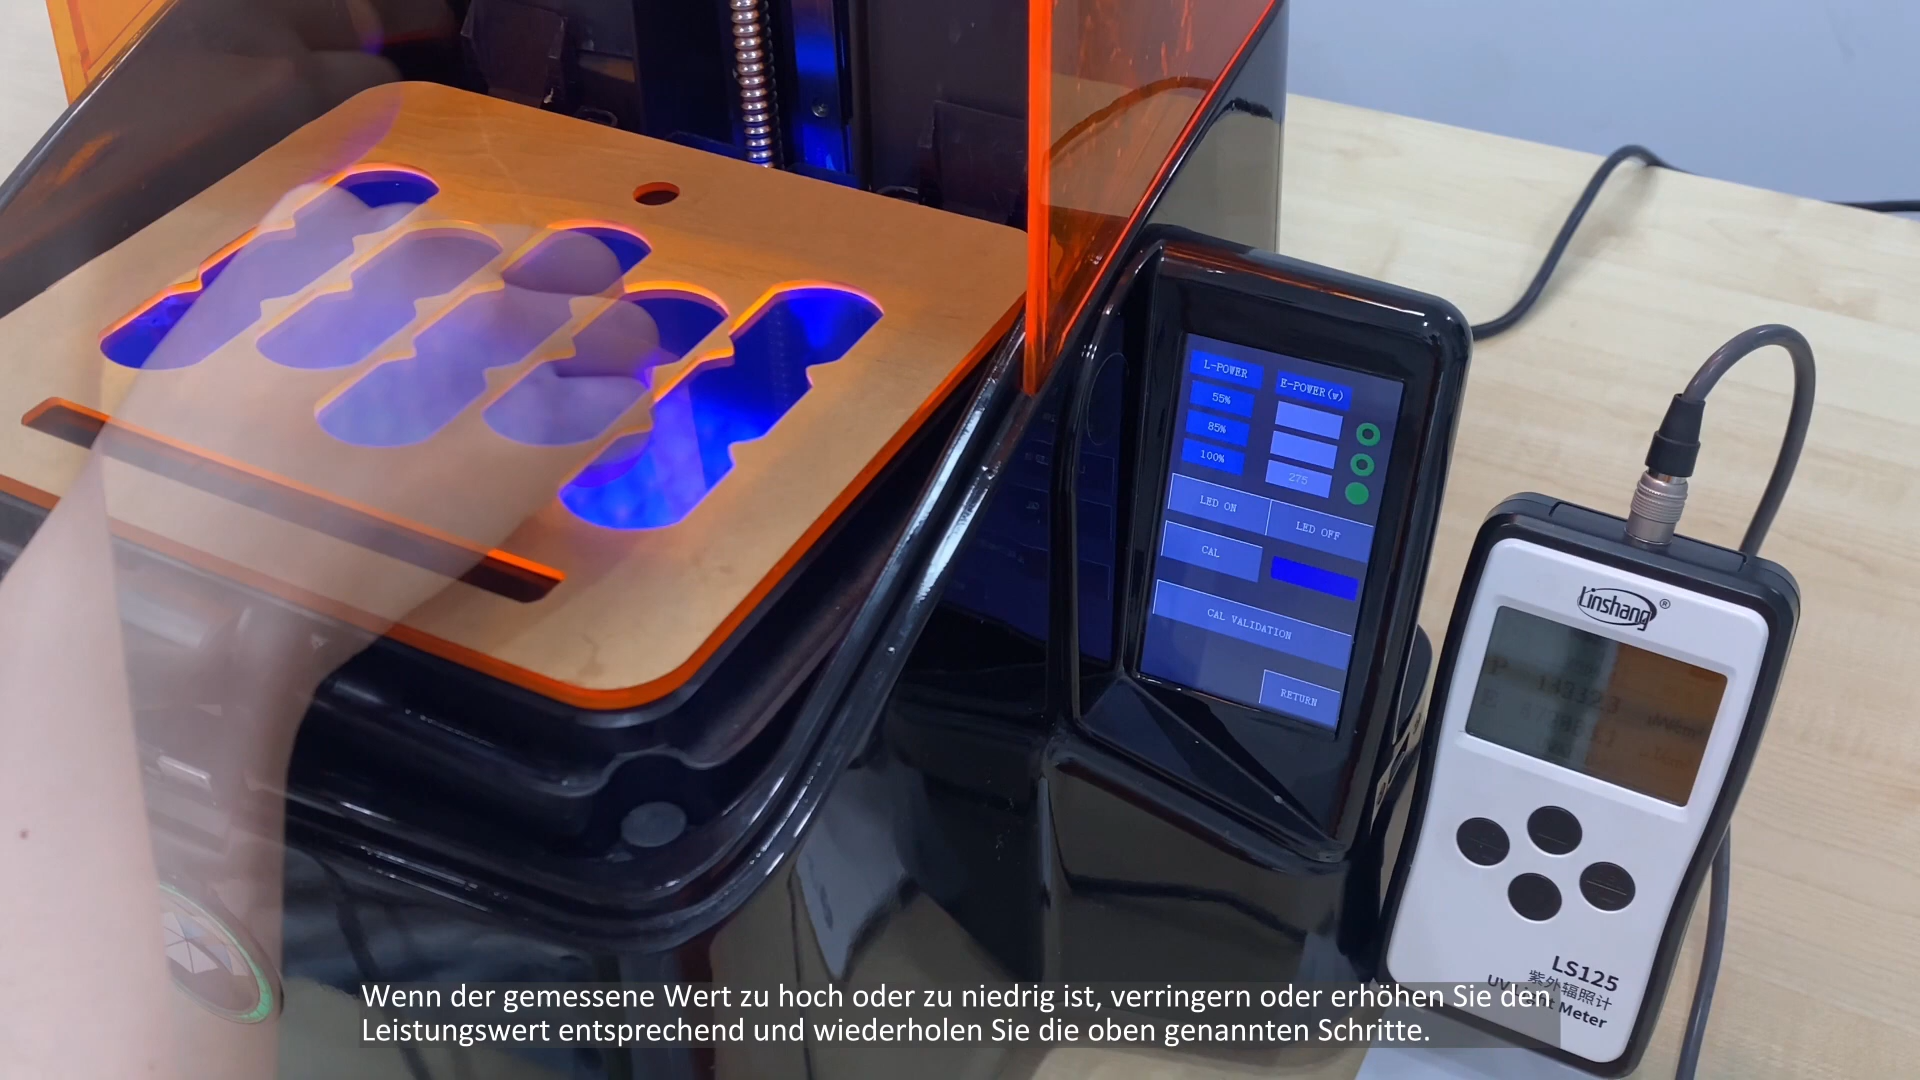 L-POWER
E-POWER(w)
55%
85%
100%
275
LED ON
LED OFF
CAL
CAL VALIDATION
RETURN
Linshang®
LS125
紫外辐照计
Meter
Wenn der gemessene Wert zu hoch oder zu niedrig ist, verringern oder erhöhen Sie den
Leistungswert entsprechend und wiederholen Sie die oben genannten Schritte.